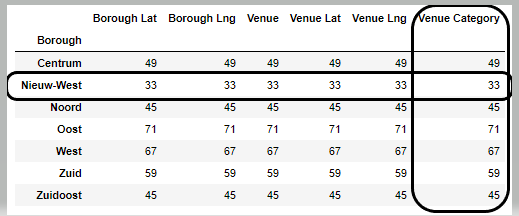 Borough Lat Borough Lng Venue Venue Lat Venue Lng Venue Category
Borough
Centrum 49 49 49 49 49 49
Nieuw-West 33 33 33 33 33 33
Noord 45 45 45 45 45 45
Oost 71 71 71 71 71 71
West 67 67 67 67 67 67
Zuid 59 59 59 59 59 59
Zuidoost 45 45 45 45 45 45